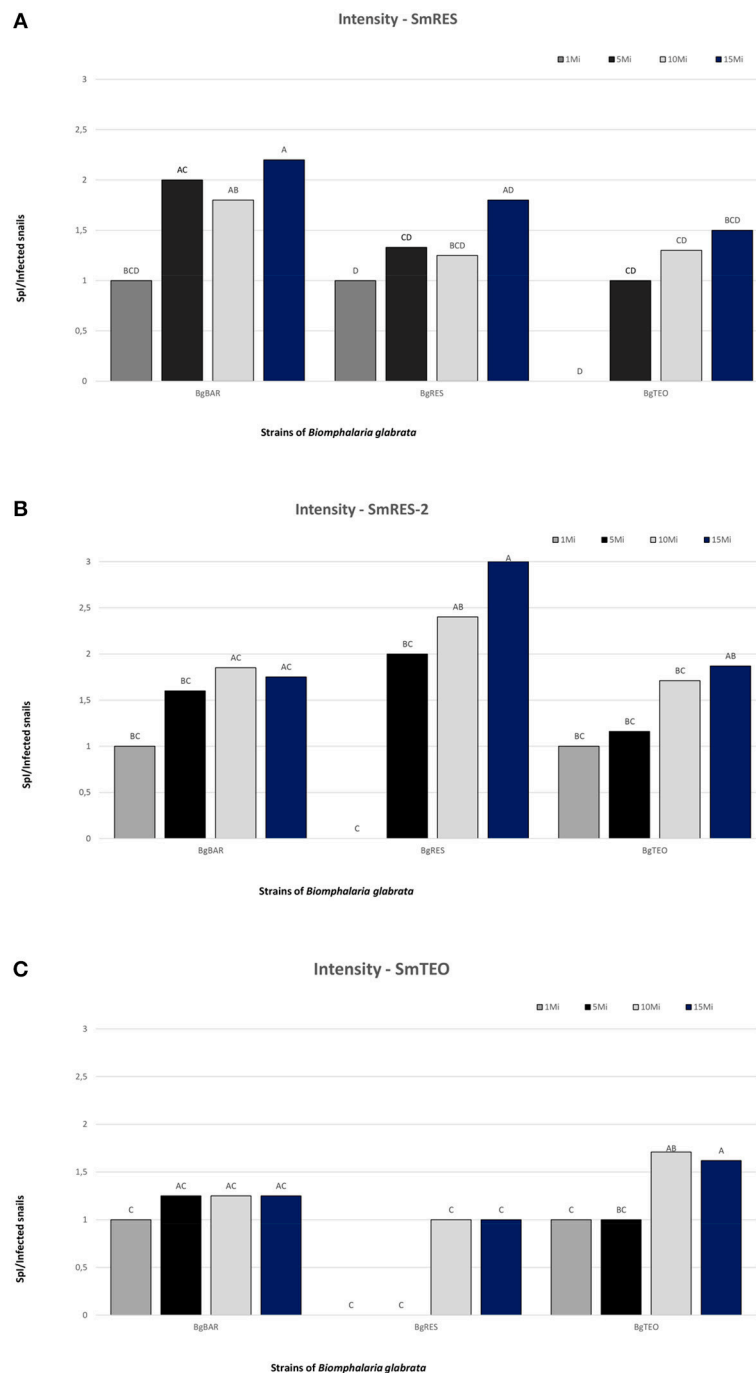 A
Intensity - SmRES
1Mi 5Mi 10Mi 15Mi
3
2,5
2
1,5
1
0,5
0
SpI/Infected snails
BCD AC AB A
D CD BCD AD
D CD CD BCD
BgBAR BgRES BgTEO
Strains of Biomphalaria glabrata
B
Intensity - SmRES-2
1Mi 5Mi 10Mi 15Mi
3
2,5
2
1,5
1
0,5
0
SpI/Infected snails
BC BC AC AC
C BC AB A
BC BC BC AB
BgBAR BgRES BgTEO
Strains of Biomphalaria glabrata
C
Intensity - SmTEO
1Mi 5Mi 10Mi 15Mi
3
2,5
2
1,5
1
0,5
0
SpI/Infected snails
C AC AC AC
C C C C
C BC AB A
BgBAR BgRES BgTEO
Strains of Biomphalaria glabrata